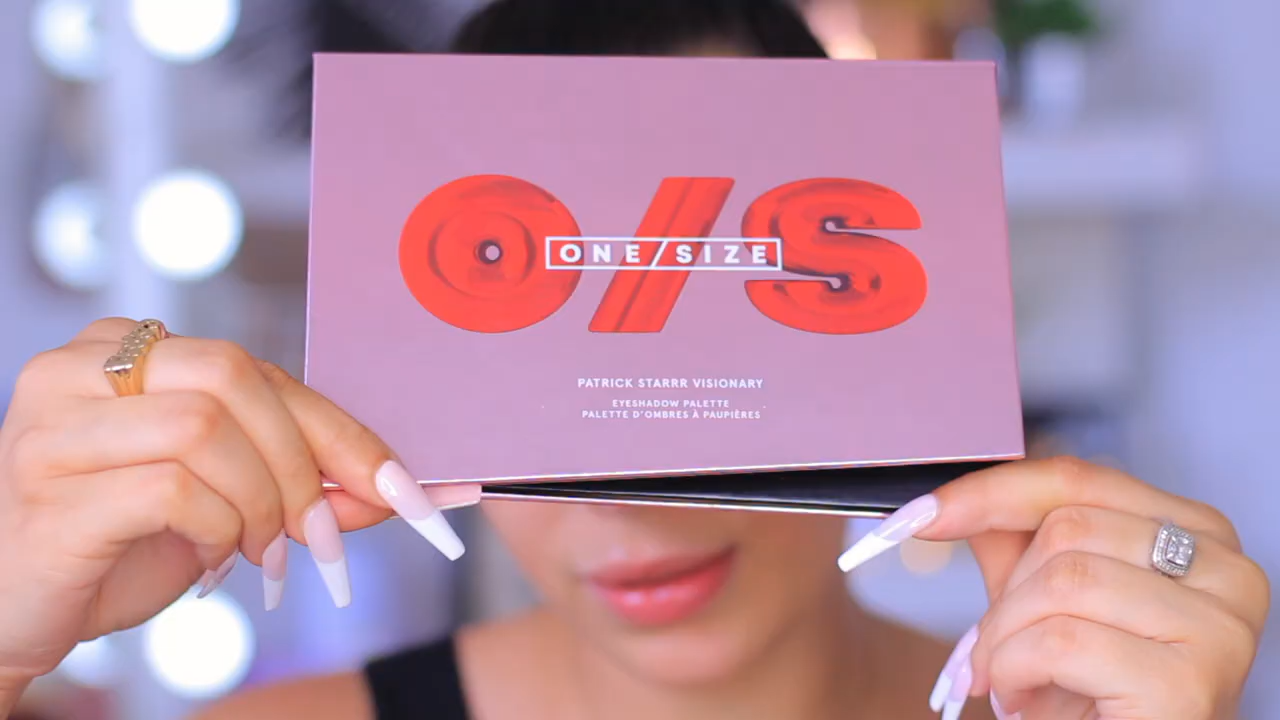 O/S
ONE/SIZE
PATRICK STARRR VISIONARY
EYESHADOW PALETTE
PALETTE D'OMBRES À PAUPIÈRES